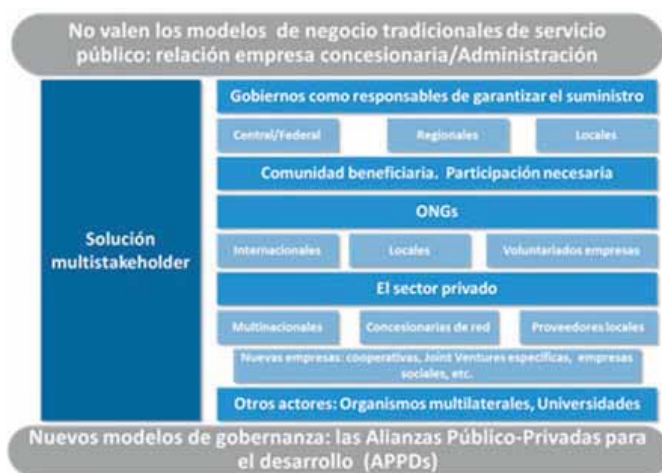 No valen los modelos de negocio tradicionales de servicio
público: relación empresa concesionaria/Administración
Solución
multistakeholder
Gobiernos como responsables de garantizar el suministro
Central/Federal
Regionales
Locales
Comunidad beneficiaria. Participación necesaria
ONGs
Internacionales
Locales
Voluntariados empresas
El sector privado
Multinacionales
Concesionarias de red
Proveedores locales
Nuevas empresas: cooperativas, Joint Ventures específicas, empresas
sociales, etc.
Otros actores: Organismos multilaterales, Universidades
Nuevos modelos de gobernanza: las Alianzas Público-Privadas para
el desarrollo (APPDs)